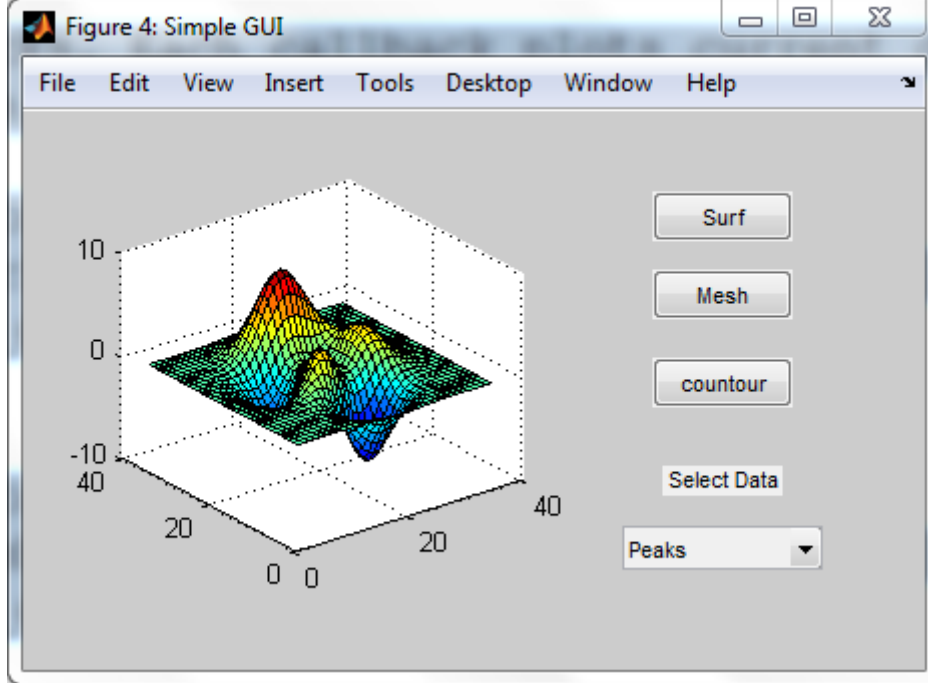 Figure 4: Simple GUI
File Edit View Insert Tools Desktop Window Help
Surf
10
Mesh
0
countour
-10
40
Select Data
40
20
20
Peaks
0 0